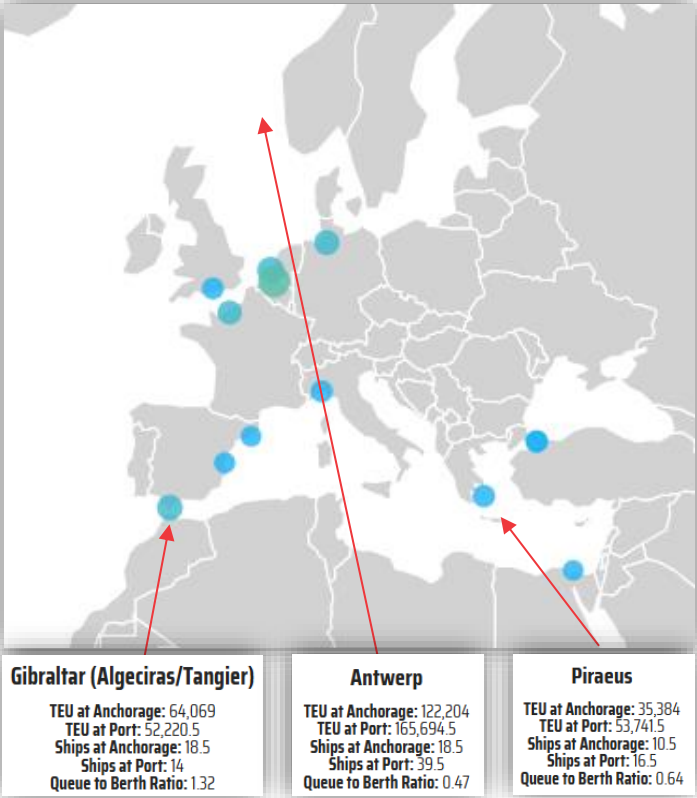 Gibraltar (Algeciras/Tangier)
TEU at Anchorage: 64,069
TEU at Port: 52,220.5
Ships at Anchorage: 18.5
Ships at Port: 14
Queue to Berth Ratio: 1.32
Antwerp
TEU at Anchorage: 122,204
TEU at Port: 165,694.5
Ships at Anchorage: 18.5
Ships at Port: 39.5
Queue to Berth Ratio: 0.47
Piraeus
TEU at Anchorage: 35,384
TEU at Port: 53,741.5
Ships at Anchorage: 10.5
Ships at Port: 16.5
Queue to Berth Ratio: 0.64